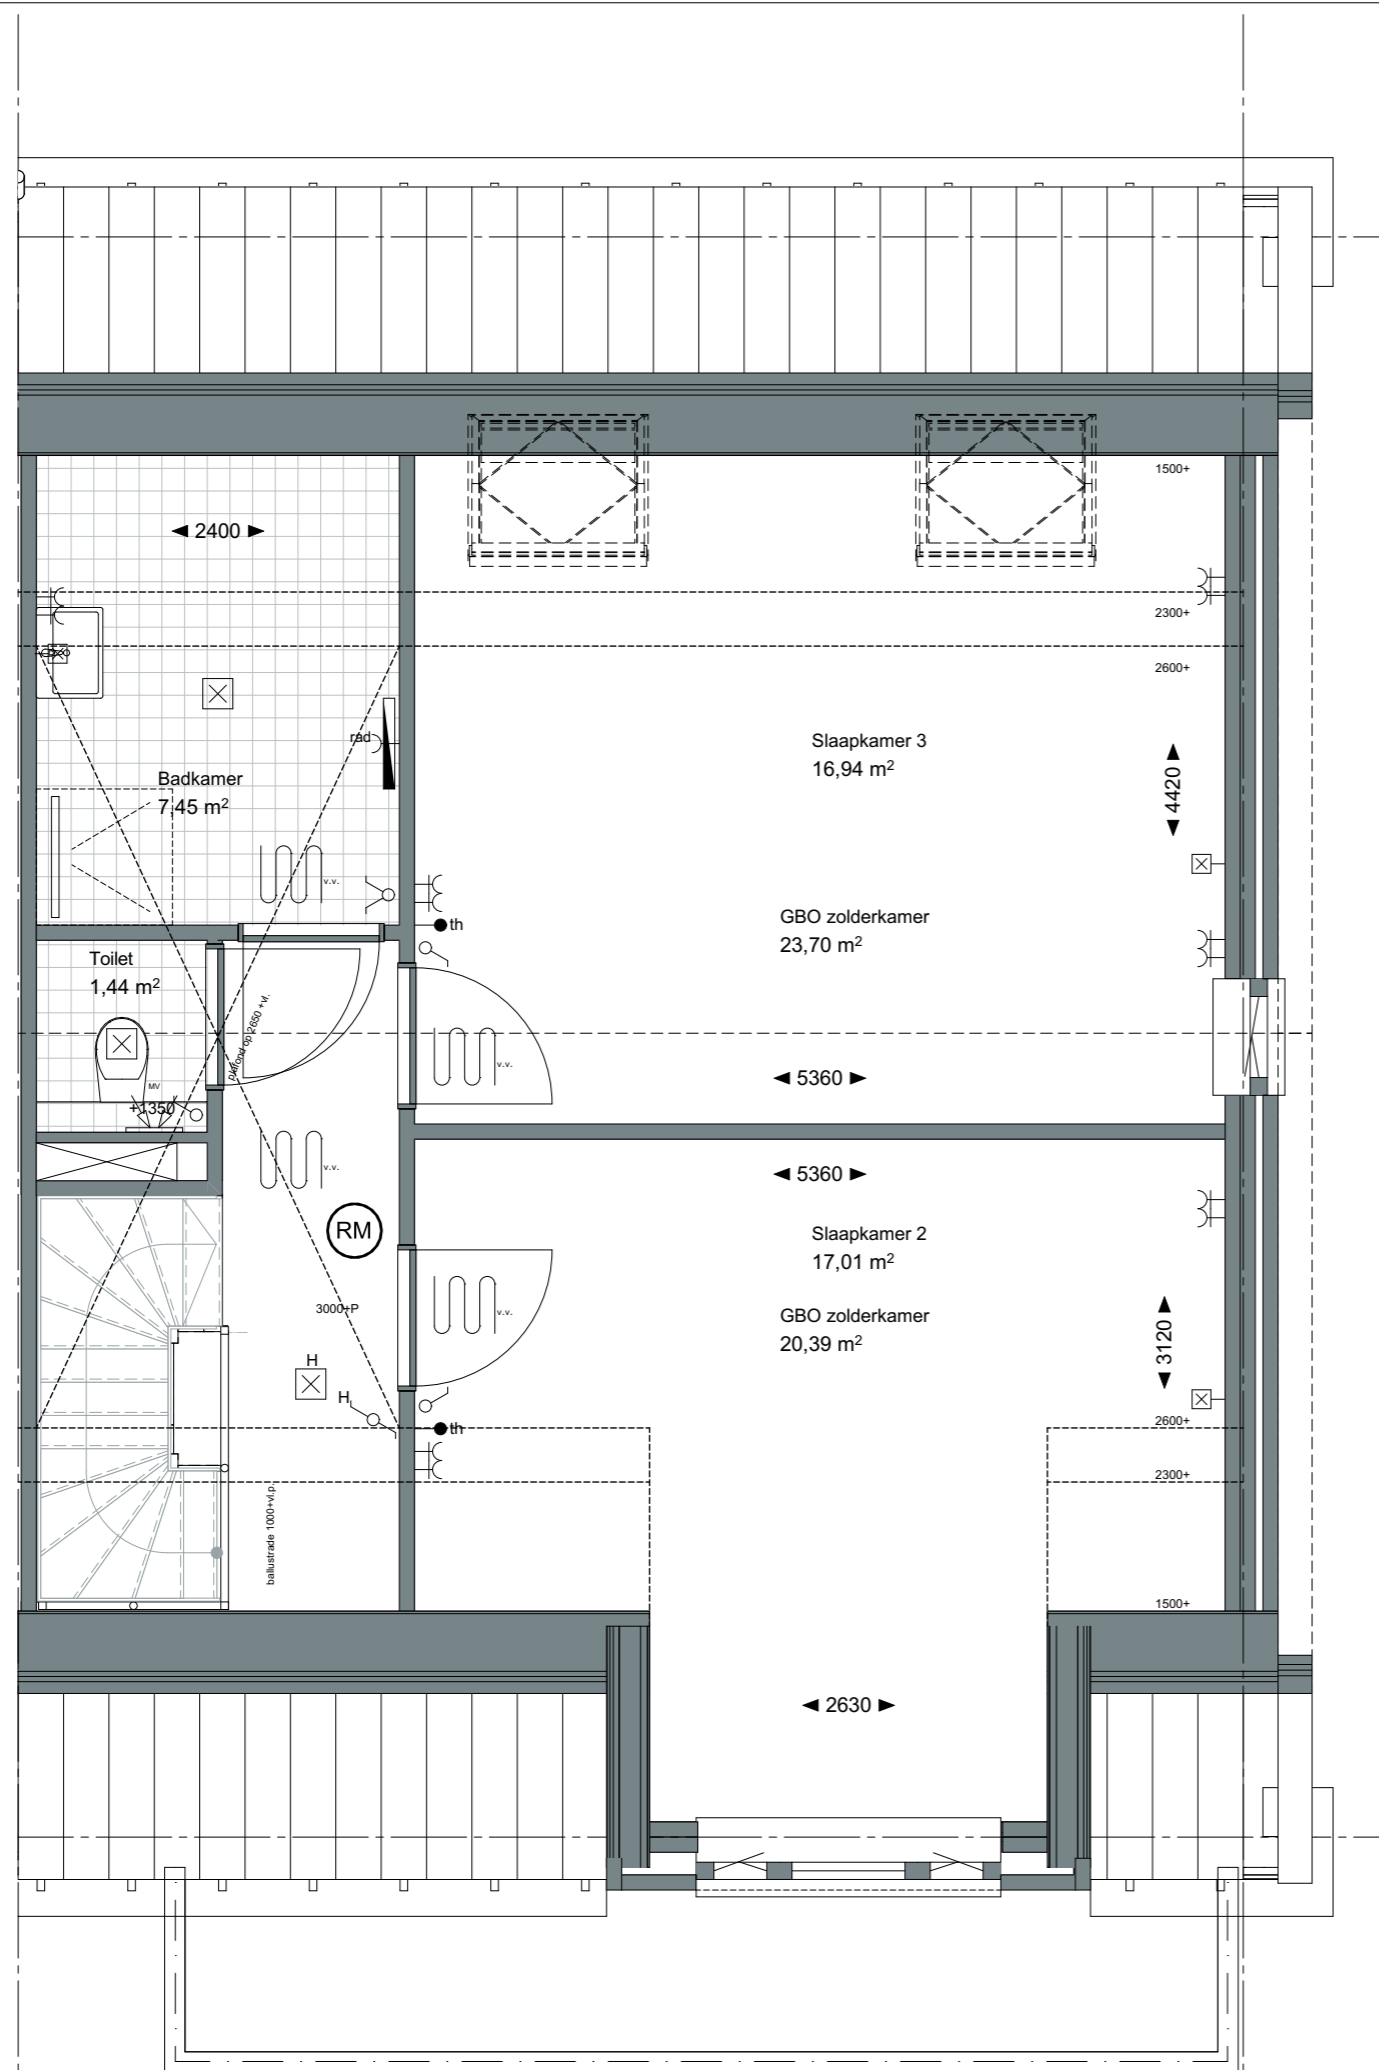 1500+
2400
2300+
2600+
Slaapkamer 3
16,94 m²
rad
4420
Badkamer
7,45 m²
v.v.
GBO zolderkamer
23,70 m²
th
Toilet
1,44 m²
plafond op 2650 +vl.
v.v.
MV
+1350
5360
v.v.
5360
RM
Slaapkamer 2
17,01 m²
3000+P
v.v.
GBO zolderkamer
20,39 m²
3120
H
H
th
2600+
2300+
ballustrade 1000+vl.p.
1500+
2630